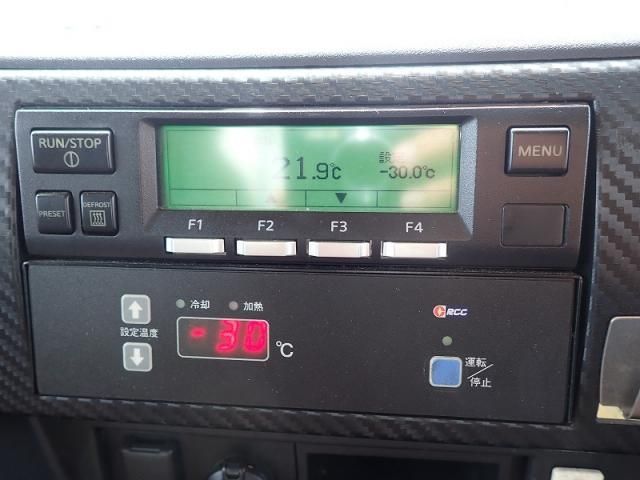 RUN/STOP
21.9℃
設定
-30.0℃
MENU
PRESET
DEFROST
▲
▼
F1
F2
F3
F4
冷却
加熱
RCC
設定温度
-30
℃
運転/停止